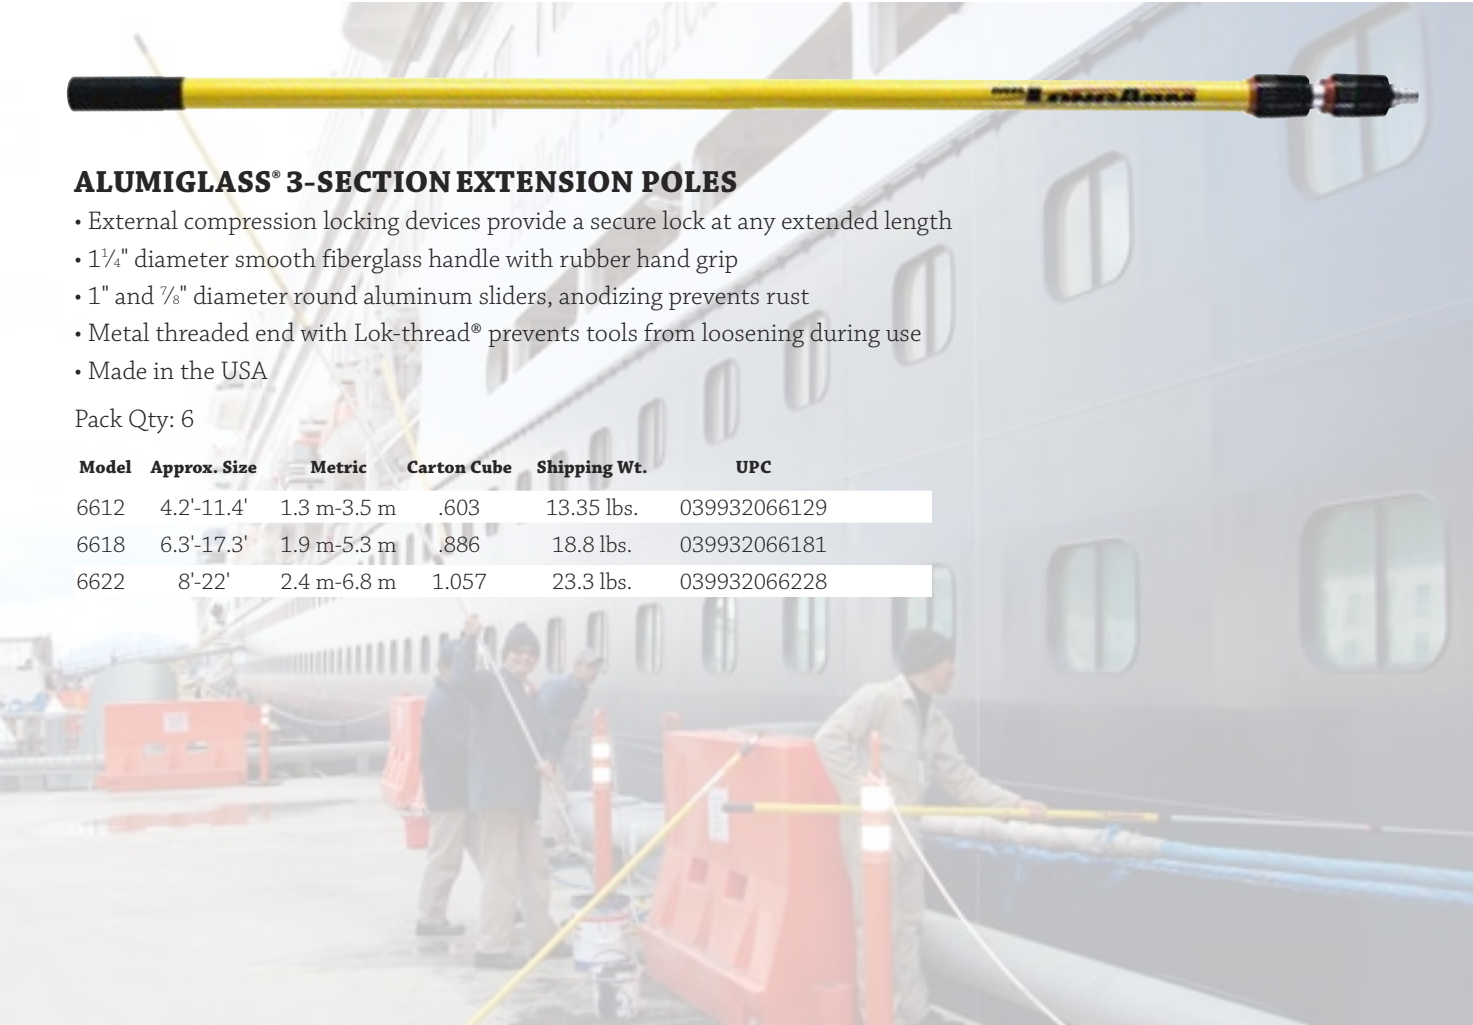 America
MR. LONGARM
ALUMIGLASS® 3-SECTION EXTENSION POLES
• External compression locking devices provide a secure lock at any extended length
• 1¼" diameter smooth fiberglass handle with rubber hand grip
• 1" and ⅞" diameter round aluminum sliders, anodizing prevents rust
• Metal threaded end with Lok-thread® prevents tools from loosening during use
• Made in the USA
Pack Qty: 6
Model Approx. Size Metric Carton Cube Shipping Wt. UPC
6612 4.2'-11.4' 1.3 m-3.5 m .603 13.35 lbs. 039932066129
6618 6.3'-17.3' 1.9 m-5.3 m .886 18.8 lbs. 039932066181
6622 8'-22' 2.4 m-6.8 m 1.057 23.3 lbs. 039932066228